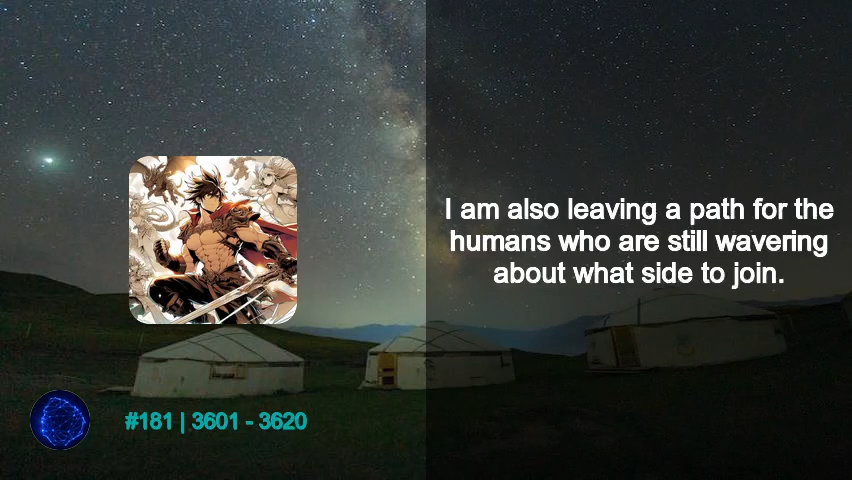 I am also leaving a path for the
humans who are still wavering
about what side to join.
#181 | 3601 - 3620